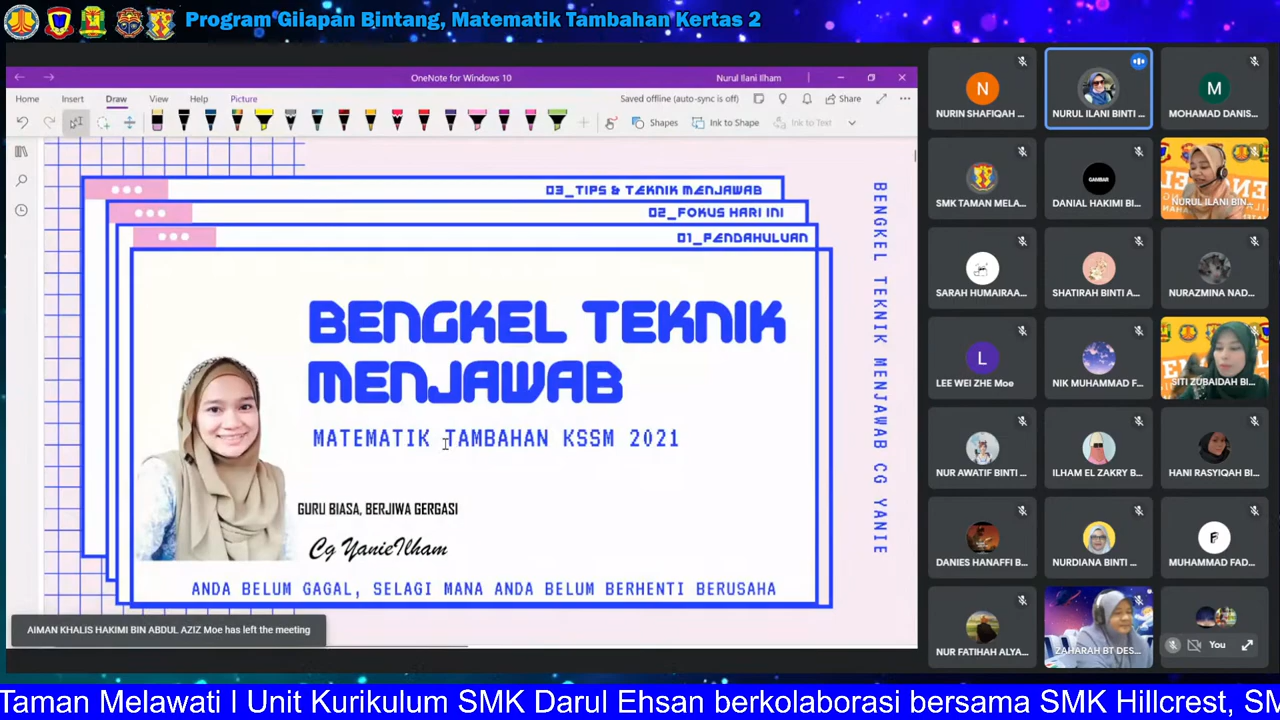 Program Gilapan Bintang, Matematik Tambahan Kertas 2
OneNote for Windows 10
Nurul Ilani Ilham
Home
Insert
Draw
View
Help
Picture
Saved offline (auto-sync is off)
Share
Shapes
Ink to Shape
Ink to Text
03_TIPS & TEKNIK MENJAWAB
02_FOKUS HARI INI
01_PENDAHULUAN
BENGKEL TEKNIK
MENJAWAB
MATEMATIK TAMBAHAN KSSM 2021
GURU BIASA, BERJIWA GERGASI
Cg YanieIlham
ANDA BELUM GAGAL, SELAGI MANA ANDA BELUM BERHENTI BERUSAHA
BENGKEL TEKNIK MENJAWAB CG YANIE
AIMAN KHALIS HAKIMI BIN ABDUL AZIZ Moe has left the meeting
N
NURIN SHAFIQAH ...
NURUL ILANI BINTI ...
M
MOHAMAD DANIS...
SMK TAMAN MELA...
GAMBAR
DANIAL HAKIMI BI...
NURUL ILANI BIN...
SARAH HUMAIRAA...
SHATIRAH BINTI A...
NURAZMINA NAD...
L
LEE WEI ZHE Moe
NIK MUHAMMAD F...
SITI ZUBAIDAH BI...
NUR AWATIF BINTI ...
ILHAM EL ZAKRY B...
HANI RASYIQAH BI...
DANIES HANAFFI B...
NURDIANA BINTI ...
MUHAMMAD FAD...
NUR FATIHAH ALYA...
ZAHARAH BT DES...
You
Taman Melawati I Unit Kurikulum SMK Darul Ehsan berkolaborasi bersama SMK Hillcrest, SM